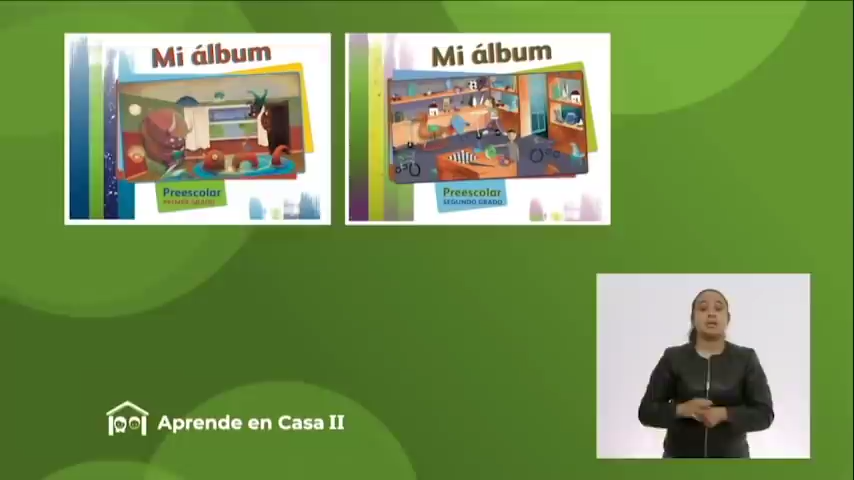 Mi álbum
Preescolar
PRIMER GRADO
Mi álbum
Preescolar
SEGUNDO GRADO
Aprende en Casa II